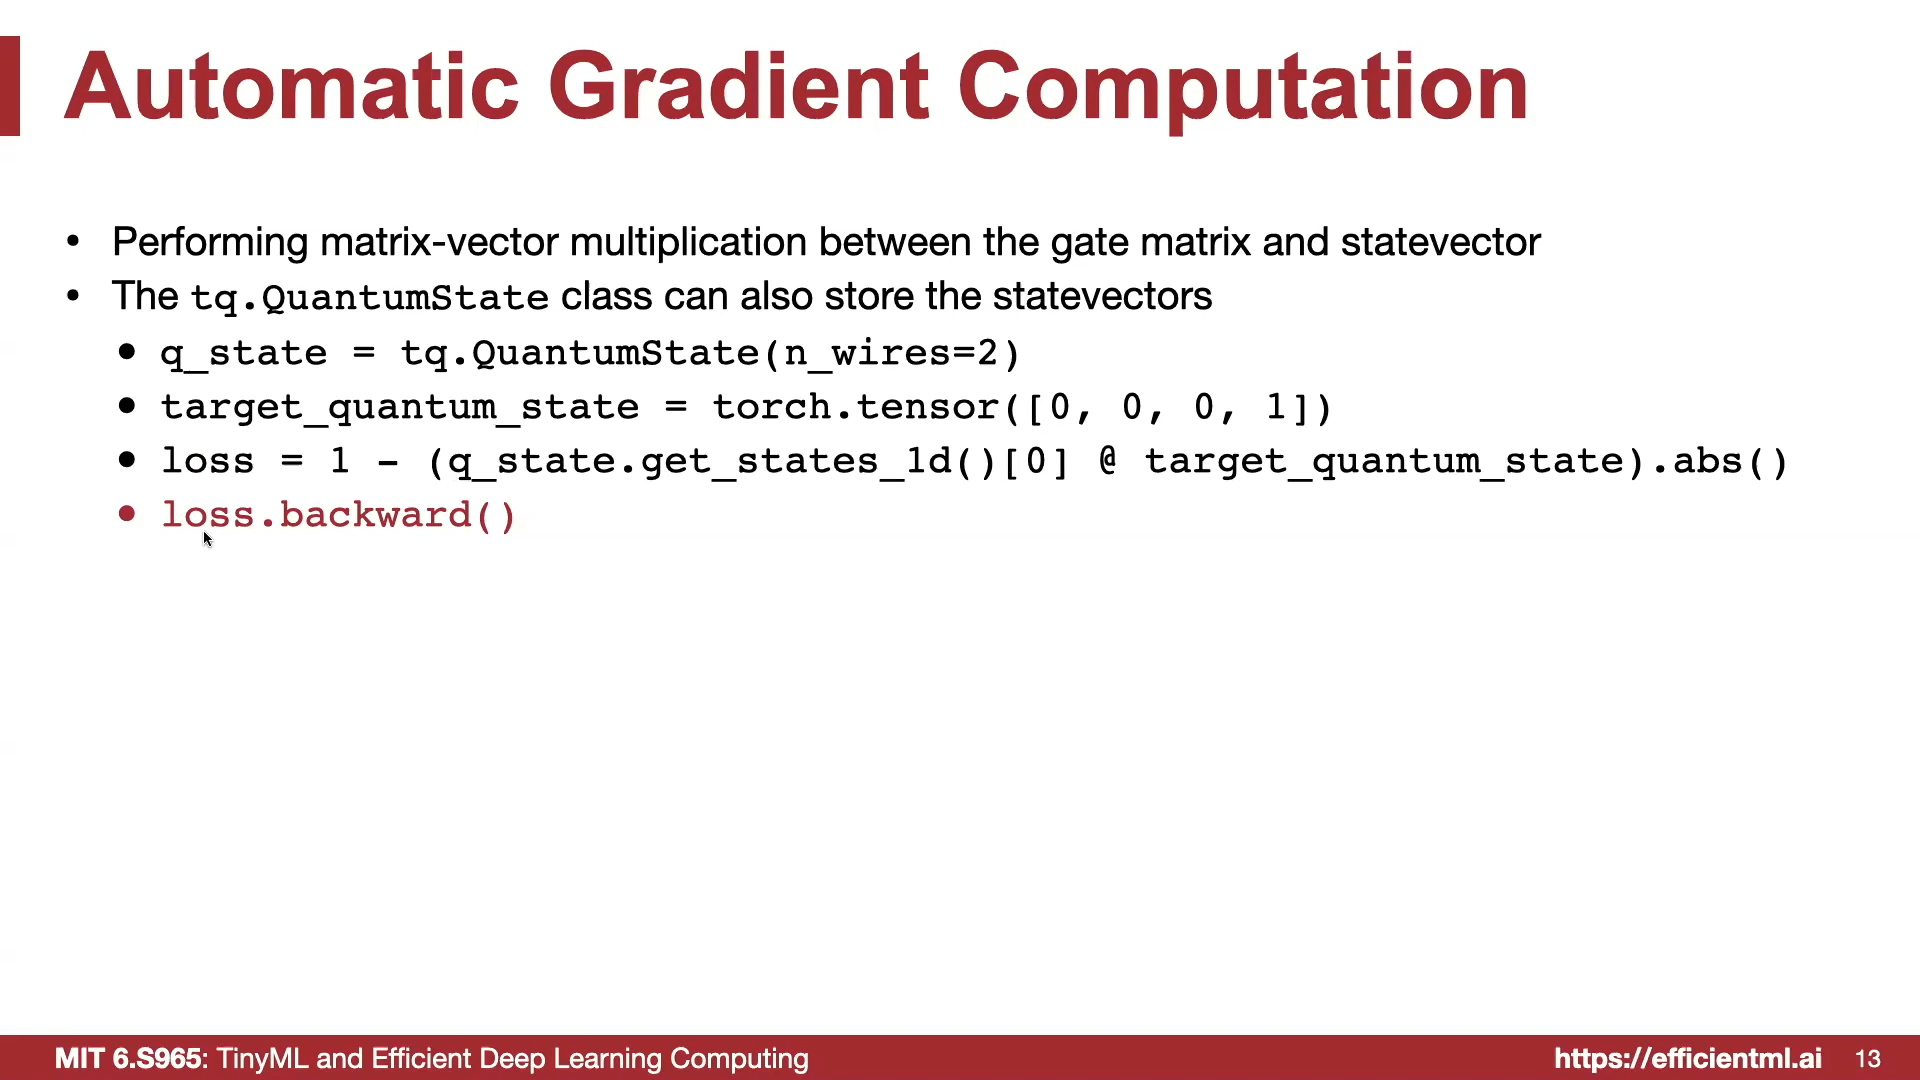 Automatic Gradient Computation
• Performing matrix-vector multiplication between the gate matrix and statevector
• The tq.QuantumState class can also store the statevectors
• q_state = tq.QuantumState(n_wires=2)
• target_quantum_state = torch.tensor([0, 0, 0, 1])
• loss = 1 - (q_state.get_states_1d()[0] @ target_quantum_state).abs()
• loss.backward()
MIT 6.S965: TinyML and Efficient Deep Learning Computing https://efficientml.ai 13